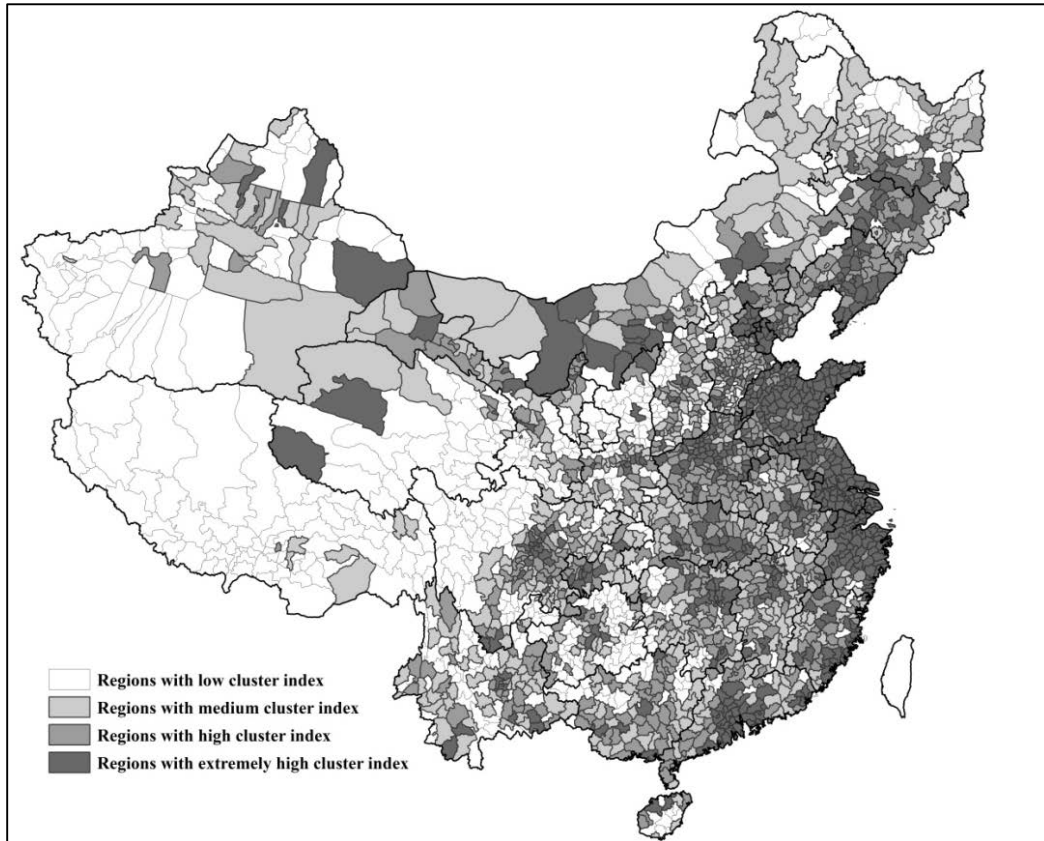 Regions with low cluster index
Regions with medium cluster index
Regions with high cluster index
Regions with extremely high cluster index